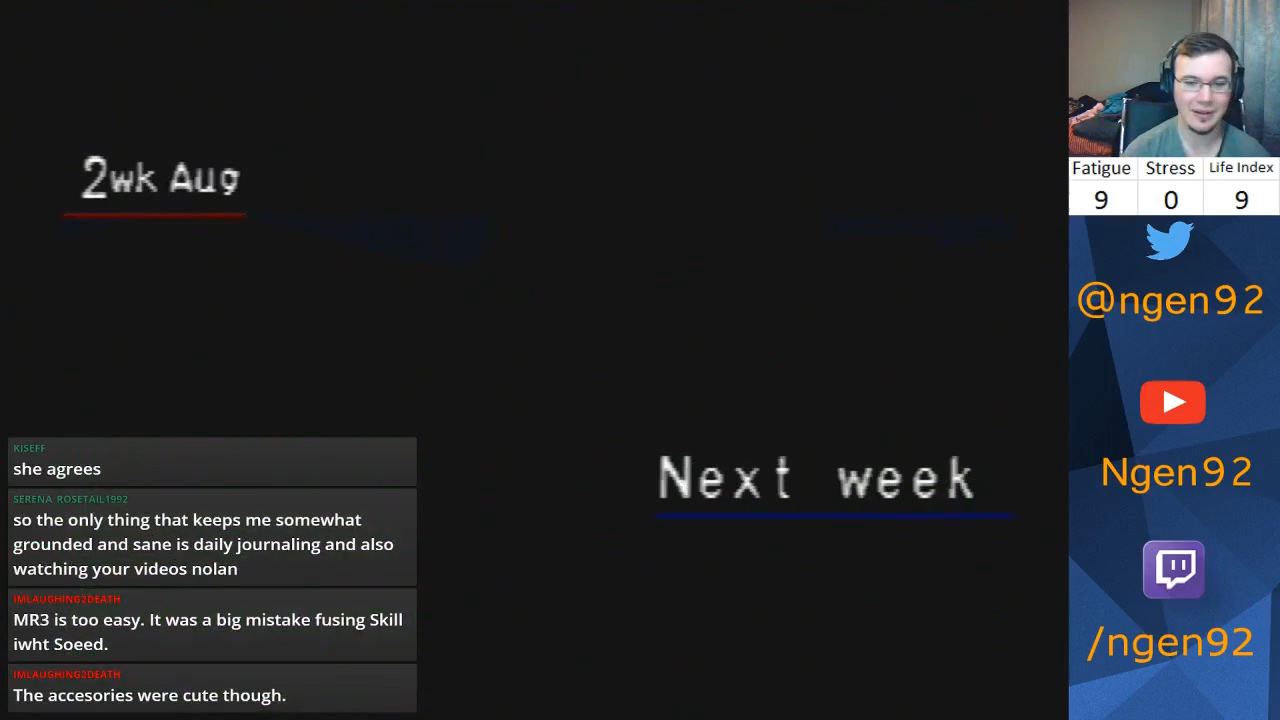 2wk Aug
Next week
KISEFF
she agrees
SERENA_ROSETAIL1992
so the only thing that keeps me somewhat
grounded and sane is daily journaling and also
watching your videos nolan
IMLAUGHING2DEATH
MR3 is too easy. It was a big mistake fusing Skill
iwht Soeed.
IMLAUGHING2DEATH
The accesories were cute though.
Fatigue Stress Life Index
9 0 9
@ngen92
Ngen92
/ngen92